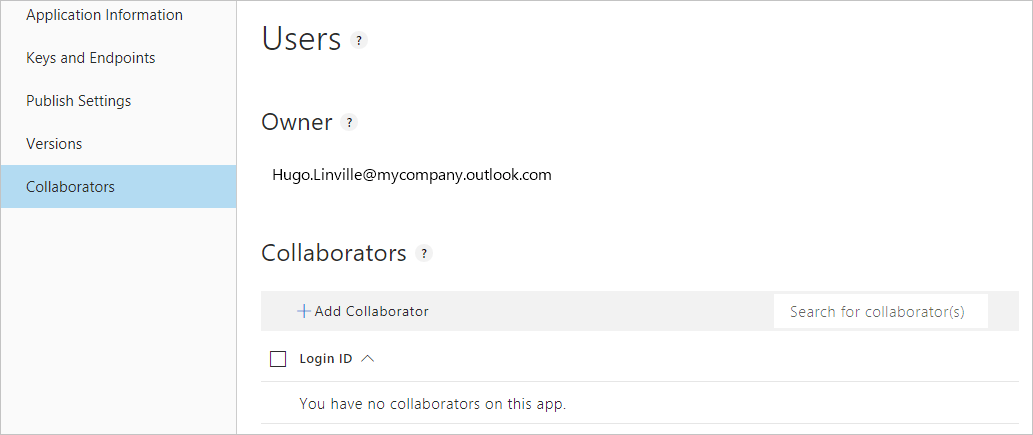 Application Information
Keys and Endpoints
Publish Settings
Versions
Collaborators
Users ?
Owner ?
Hugo.Linville@mycompany.outlook.com
Collaborators ?
Add Collaborator
Search for collaborator(s)
Login ID
You have no collaborators on this app.